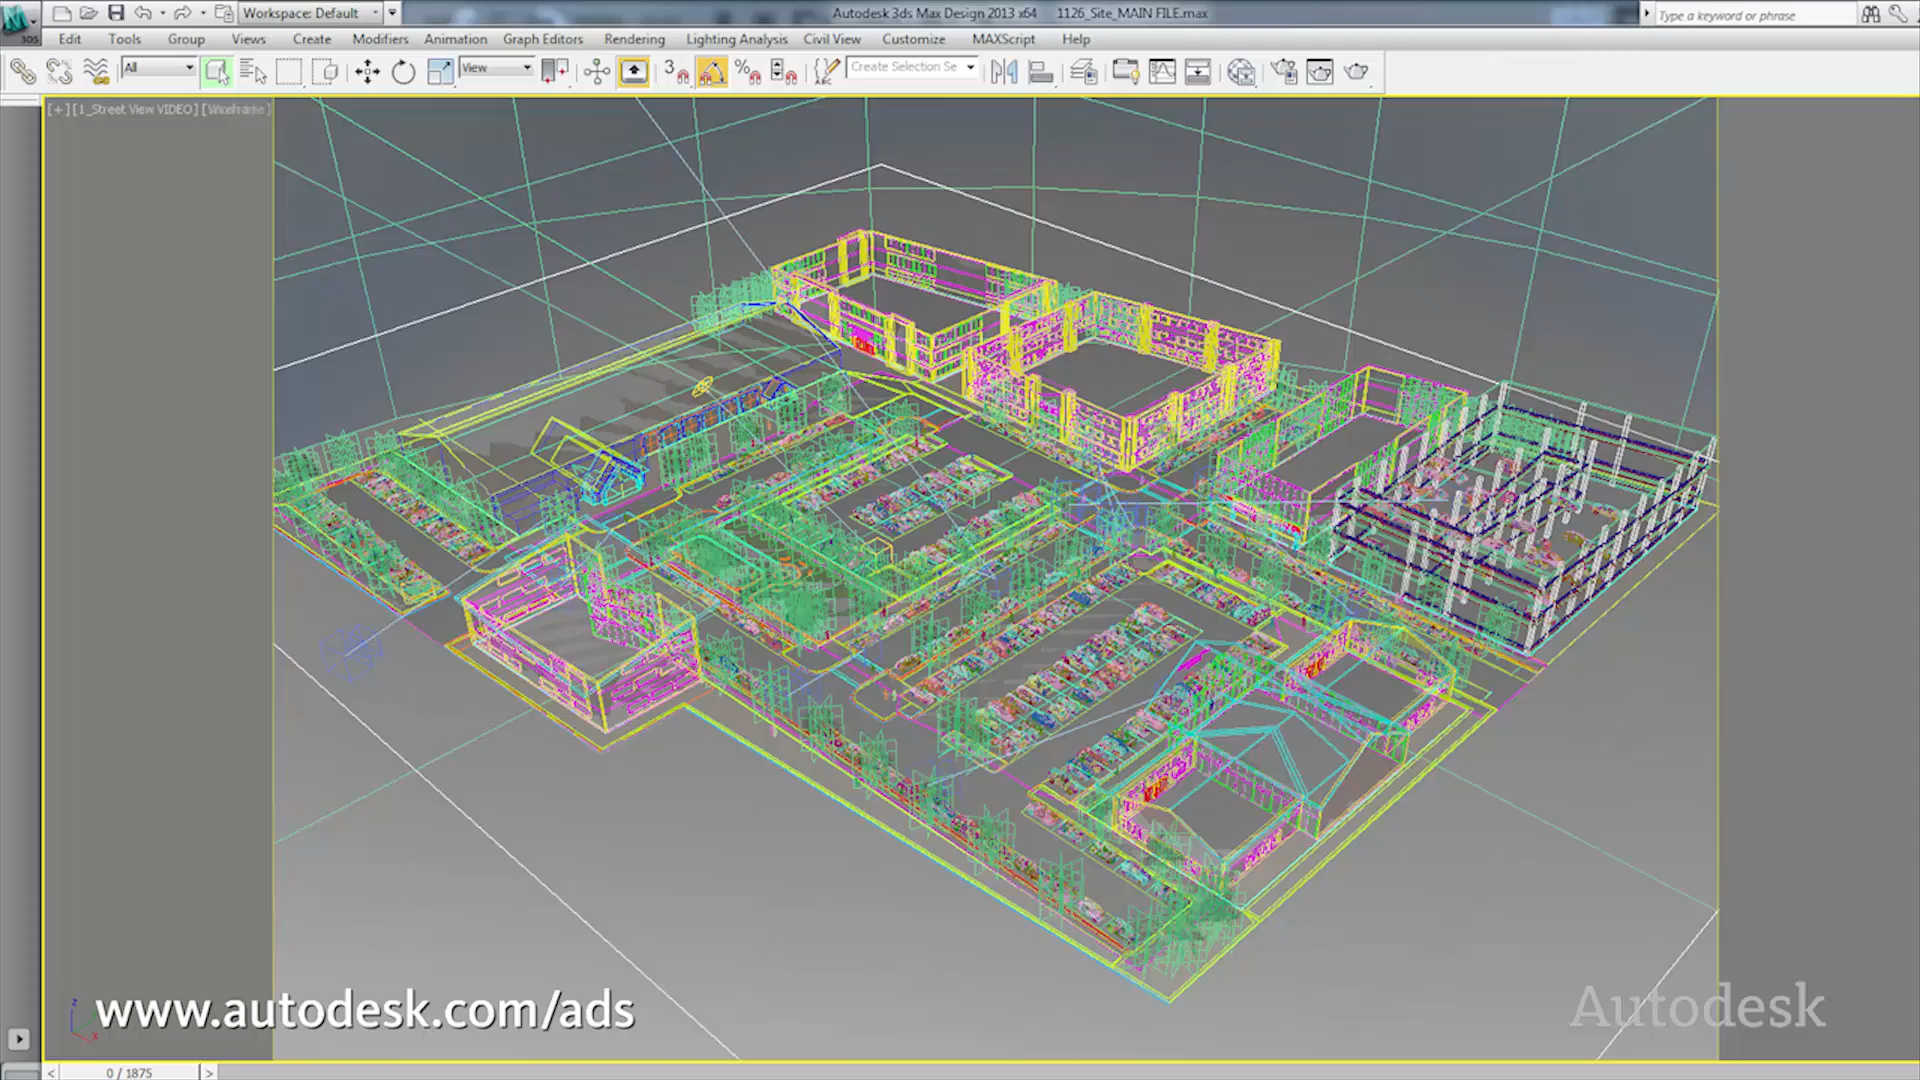 Workspace: Default
Autodesk 3ds Max Design 2013 x64 1126_Site_MAIN FILE.max
Type a keyword or phrase
3DS
Edit Tools Group Views Create Modifiers Animation Graph Editors Rendering Lighting Analysis Civil View Customize MAXScript Help
All View 3 % Create Selection Se
[+] [1_Street View VIDEO] [Wireframe]
www.autodesk.com/ads
Autodesk
z
x
< 0 / 1875 >